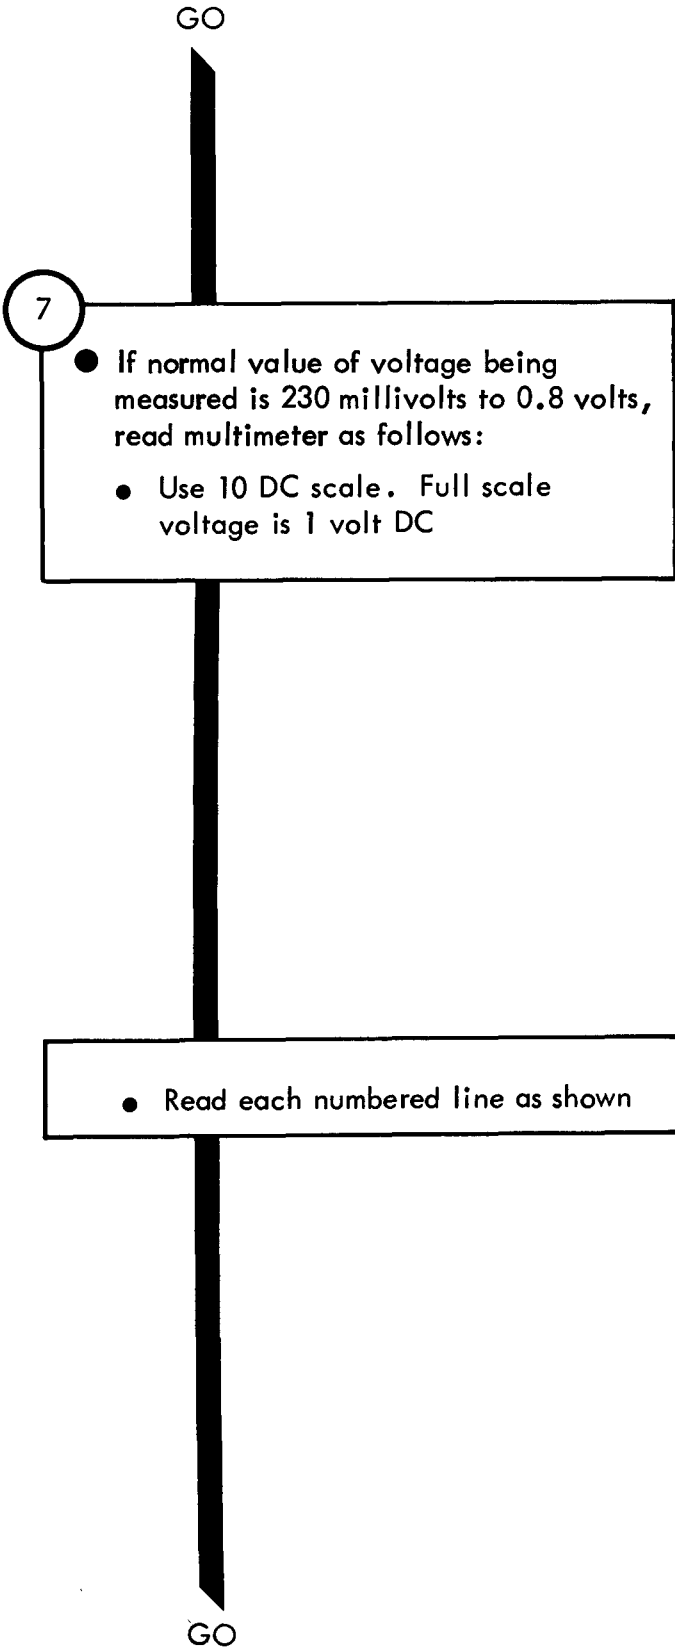 GO
7
● If normal value of voltage being
measured is 230 millivolts to 0.8 volts,
read multimeter as follows:
● Use 10 DC scale. Full scale
voltage is 1 volt DC
● Read each numbered line as shown
GO